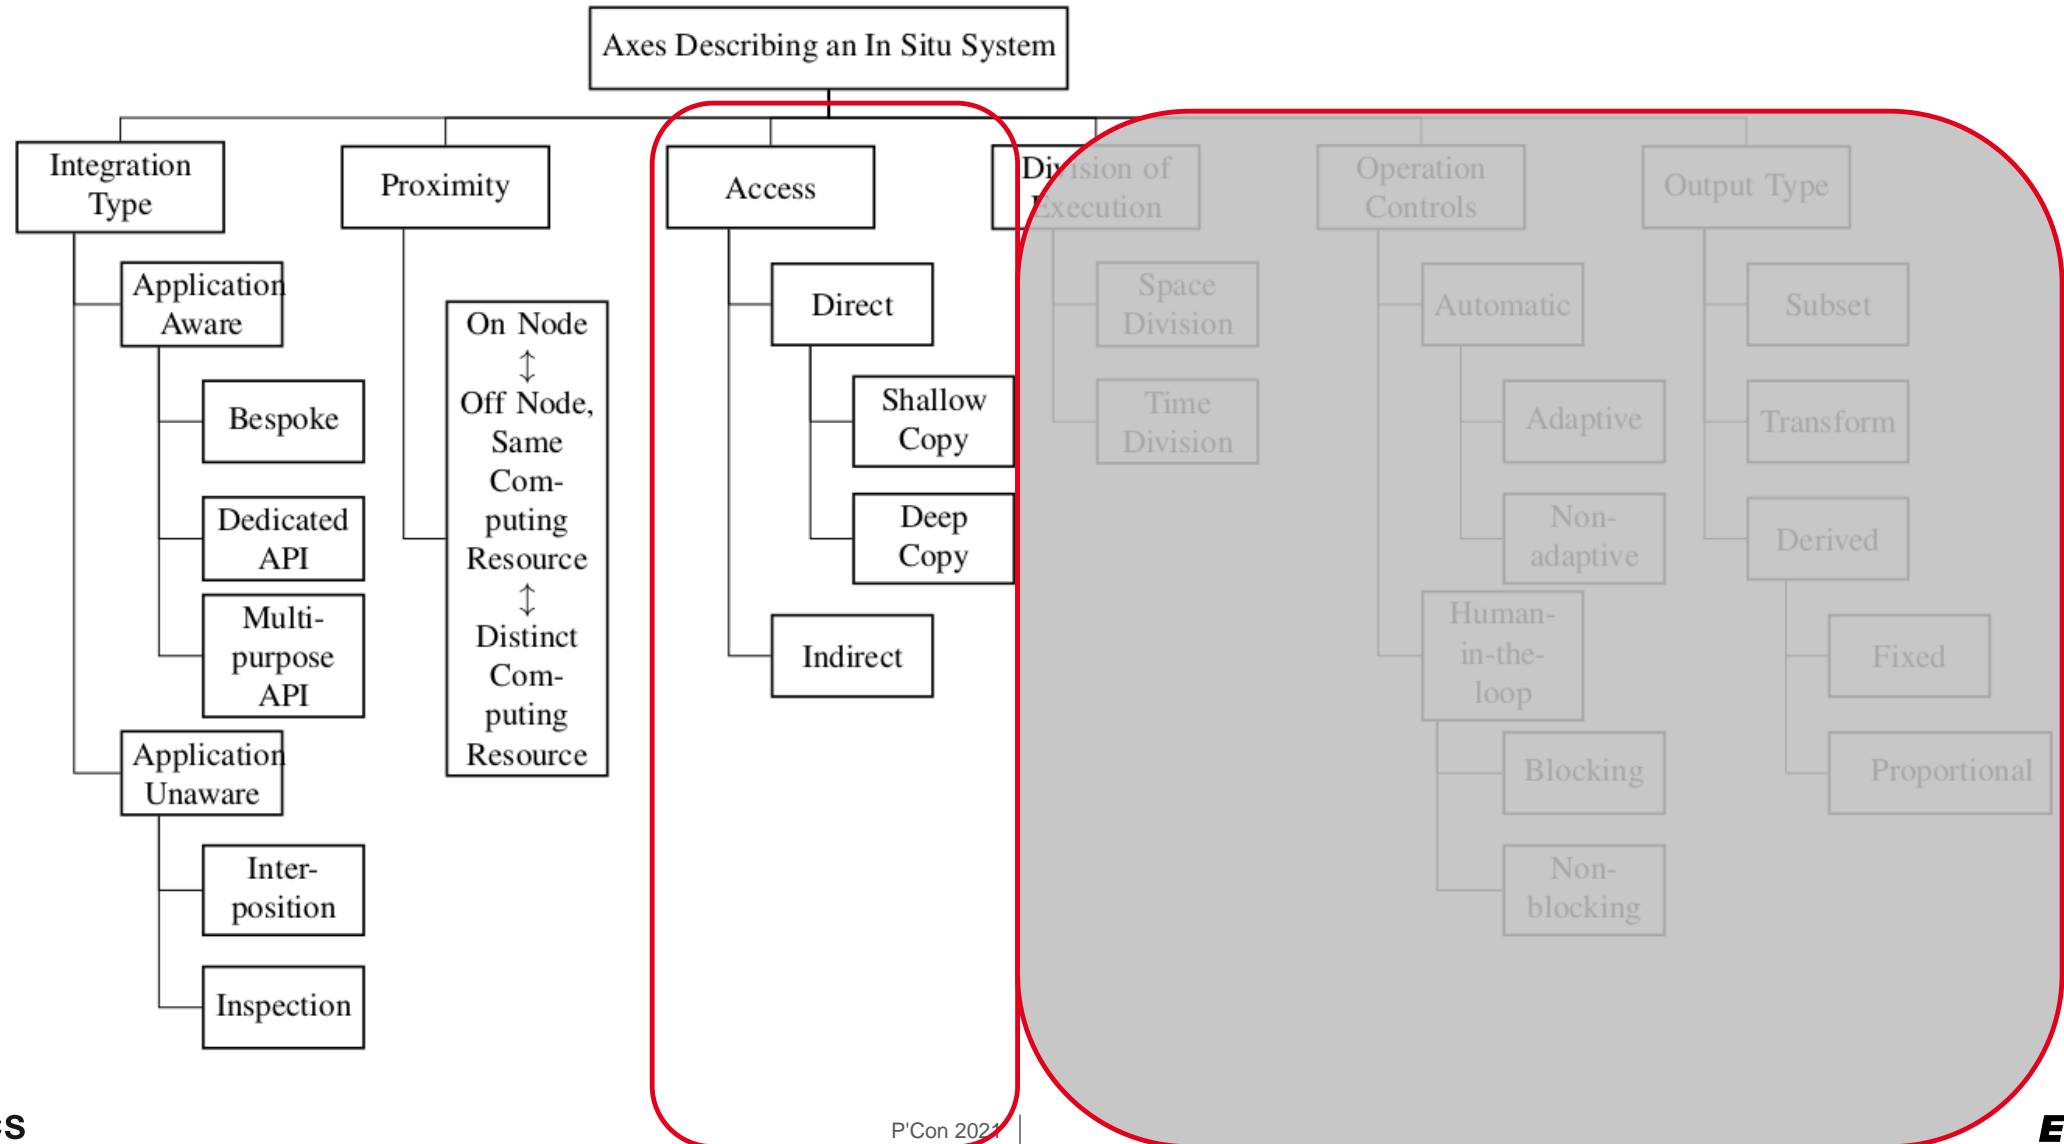 Axes Describing an In Situ System
Integration
Type
Application
Aware
Bespoke
Dedicated
API
Multi-
purpose
API
Application
Unaware
Inter-
position
Inspection
Proximity
On Node
↕
Off Node,
Same
Com-
puting
Resource
↕
Distinct
Com-
puting
Resource
Access
Direct
Shallow
Copy
Deep
Copy
Indirect
Division of
Execution
Space
Division
Time
Division
Operation
Controls
Automatic
Adaptive
Non-
adaptive
Human-
in-the-
loop
Blocking
Non-
blocking
Output Type
Subset
Transform
Derived
Fixed
Proportional
P'Con 2021